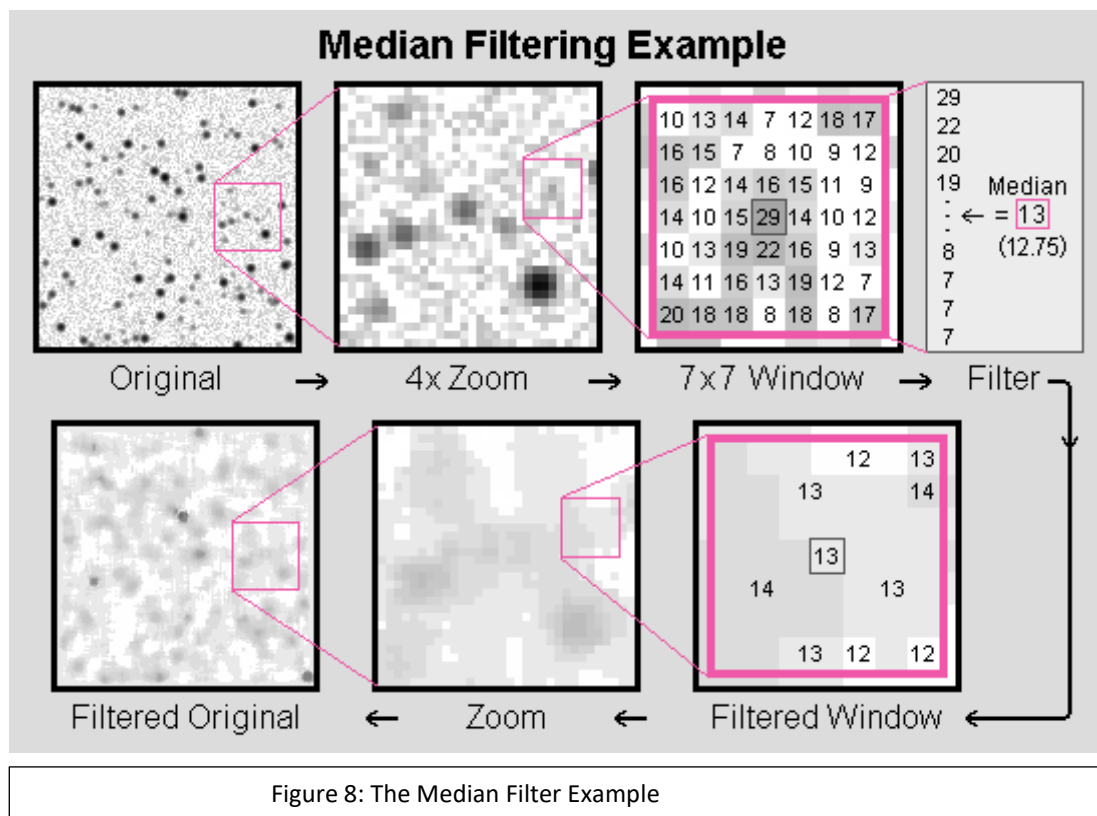 Median Filtering Example
10 13 14 7 12 18 17
16 15 7 8 10 9 12
16 12 14 16 15 11 9
14 10 15 29 14 10 12
10 13 19 22 16 9 13
14 11 16 13 19 12 7
20 18 18 8 18 8 17
29
22
20
19 Median
-
- ← = 13
-
(12.75)
8
7
7
7
Original → 4x Zoom → 7x7 Window → Filter
12 13
13 14
13
14 13
13 12 12
Filtered Original ← Zoom ← Filtered Window ←
Figure 8: The Median Filter Example